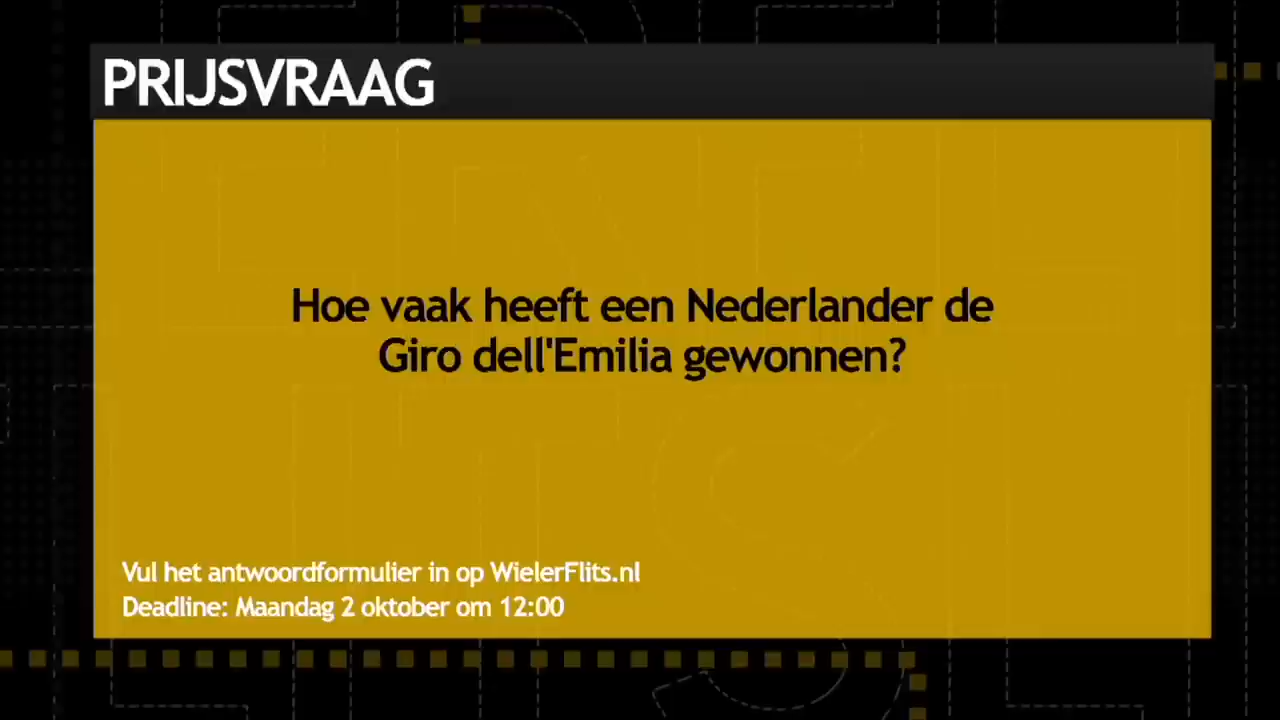 PRIJSVRAAG
Hoe vaak heeft een Nederlander de
Giro dell'Emilia gewonnen?
Vul het antwoordformulier in op WielerFlits.nl
Deadline: Maandag 2 oktober om 12:00